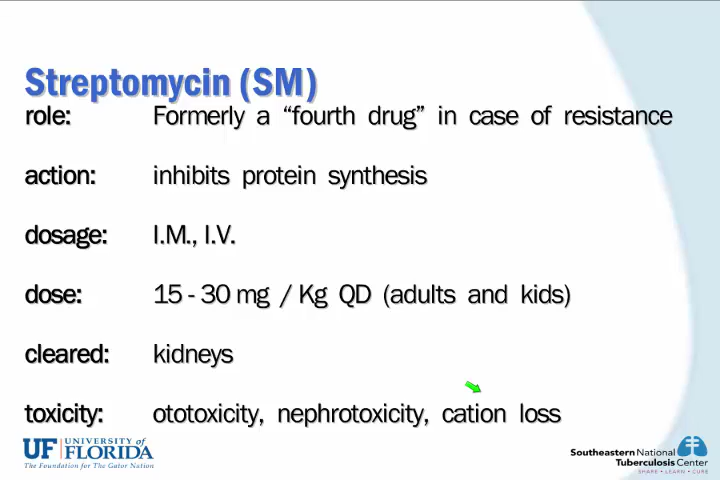 Streptomycin (SM)
role: Formerly a “fourth drug” in case of resistance
action: inhibits protein synthesis
dosage: I.M., I.V.
dose: 15 - 30 mg / Kg QD (adults and kids)
cleared: kidneys
toxicity: ototoxicity, nephrotoxicity, cation loss
UF UNIVERSITY of
FLORIDA
The Foundation for The Gator Nation
Southeastern National
Tuberculosis Center
SHARE • LEARN • CURE